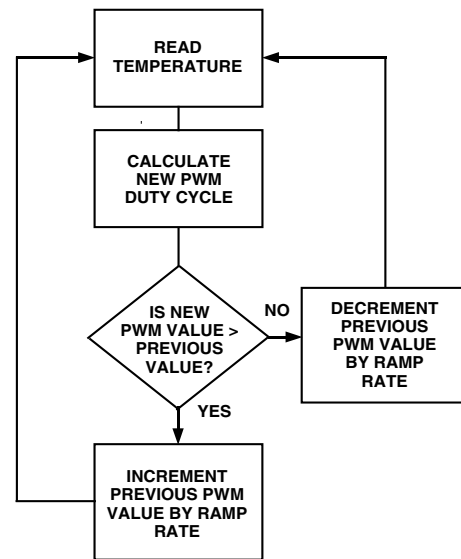 READ
TEMPERATURE
CALCULATE
NEW PWM
DUTY CYCLE
IS NEW
PWM VALUE >
PREVIOUS
VALUE?
NO
DECREMENT
PREVIOUS
PWM VALUE
BY RAMP
RATE
YES
INCREMENT
PREVIOUS PWM
VALUE BY RAMP
RATE